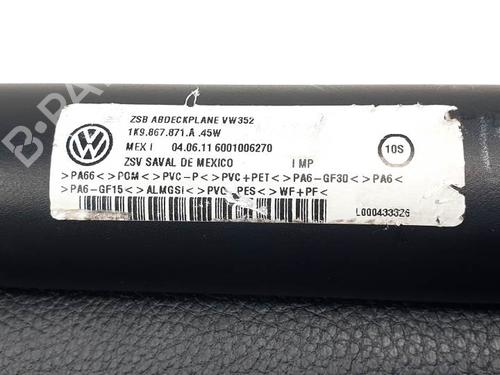 ZSB ABDECKPLANE VW352
1K9.867.871.A .45W
MEX I 04.06.11 6001006270
ZSV SAVAL DE MEXICO I MP
10S
>PA66<>POM<>PVC-P<>PVC+PET<>PA6-GF30<>PA6<
>PA6-GF15<>ALMGSI<>PVC PES<>WF+PF<
L000433326
B-PARTS